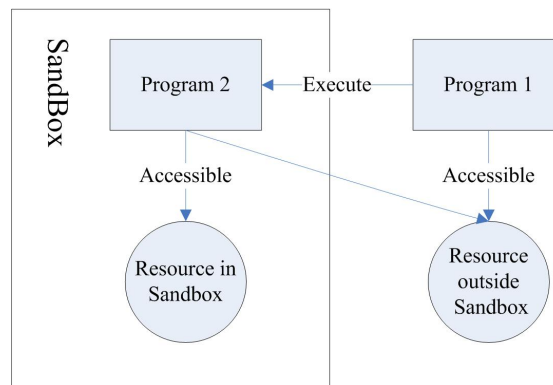 SandBox
Program 2
Execute
Program 1
Accessible
Accessible
Resource in
Sandbox
Resource
outside
Sandbox